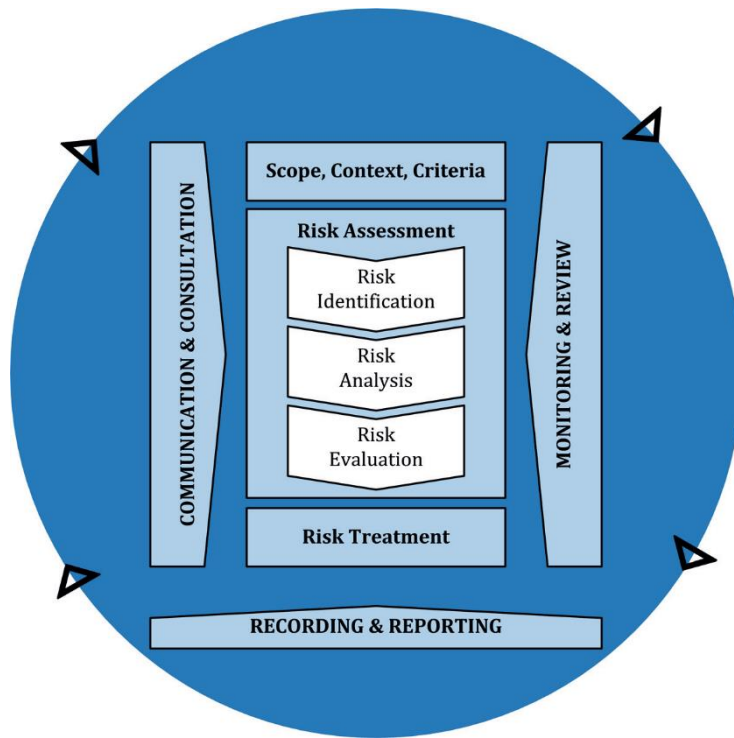 Scope, Context, Criteria
Risk Assessment
Risk
Identification
Risk
Analysis
Risk
Evaluation
Risk Treatment
COMMUNICATION & CONSULTATION
MONITORING & REVIEW
RECORDING & REPORTING